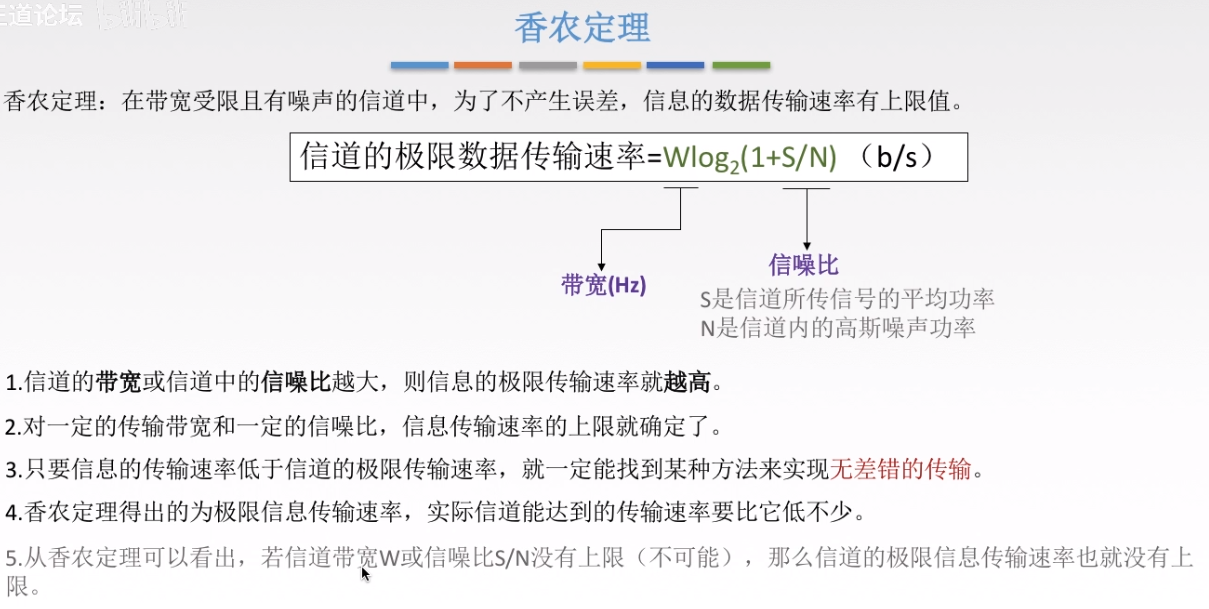 王道论坛 bilibili
香农定理
香农定理：在带宽受限且有噪声的信道中，为了不产生误差，信息的数据传输速率有上限值。
信道的极限数据传输速率=Wlog₂(1+S/N)（b/s）
带宽(Hz)
信噪比
S是信道所传信号的平均功率
N是信道内的高斯噪声功率
1.信道的带宽或信道中的信噪比越大，则信息的极限传输速率就越高。
2.对一定的传输带宽和一定的信噪比，信息传输速率的上限就确定了。
3.只要信息的传输速率低于信道的极限传输速率，就一定能找到某种方法来实现无差错的传输。
4.香农定理得出的为极限信息传输速率，实际信道能达到的传输速率要比它低不少。
5.从香农定理可以看出，若信道带宽W或信噪比S/N没有上限（不可能），那么信道的极限信息传输速率也就没有上
限。